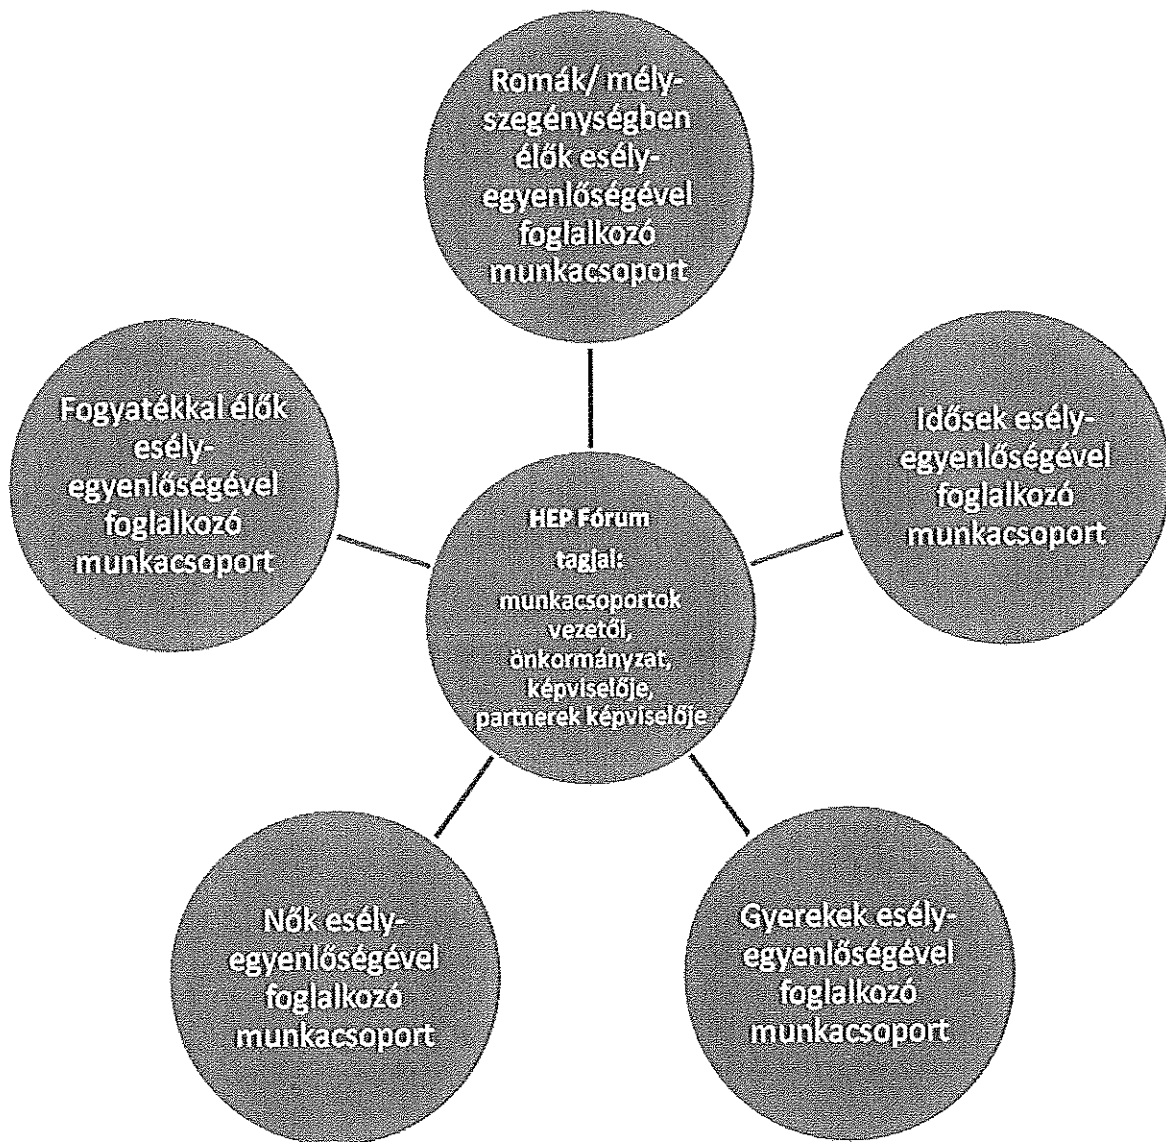 Romák/ mély-
szegénységben
élők esély-
egyenlőségével
foglalkozó
munkacsoport
Fogyatékkal élők
esély-
egyenlőségével
foglalkozó
munkacsoport
Idősek esély-
egyenlőségével
foglalkozó
munkacsoport
HEP Fórum
tagjai:
munkacsoportok
vezetői,
önkormányzat,
képviselője,
partnerek képviselője
Nők esély-
egyenlőségével
foglalkozó
munkacsoport
Gyerekek esély-
egyenlőségével
foglalkozó
munkacsoport